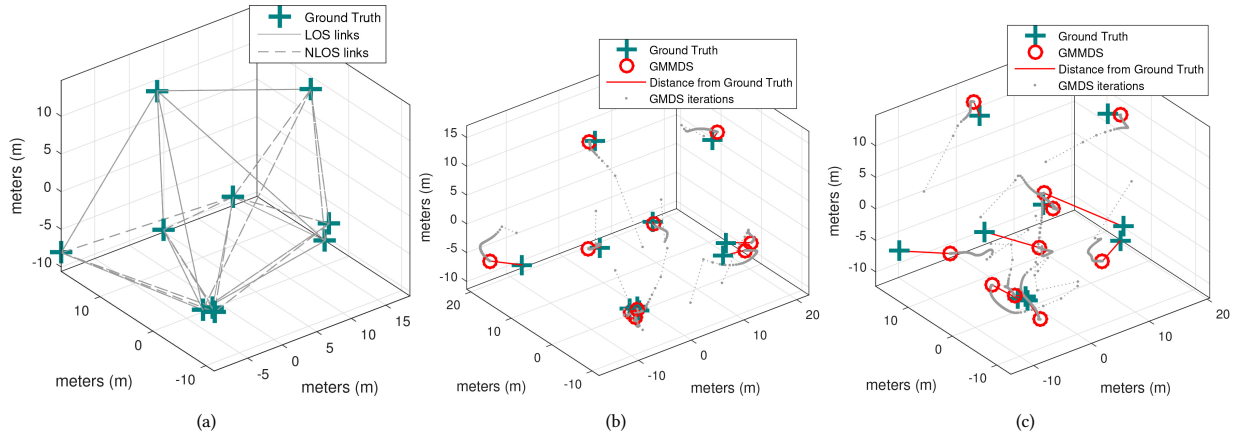 Ground Truth
LOS links
NLOS links
10
5
0
-5
-10
meters (m)
10
0
-10
meters (m)
-5
0
5
10
15
meters (m)
(a)
Ground Truth
GMMDS
Distance from Ground Truth
GMDS iterations
15
10
5
0
-5
-10
meters (m)
20
10
0
-10
meters (m)
-10
0
10
20
meters (m)
(b)
Ground Truth
GMMDS
Distance from Ground Truth
GMDS iterations
10
5
0
-5
-10
meters (m)
10
0
-10
meters (m)
-10
0
10
20
meters (m)
(c)